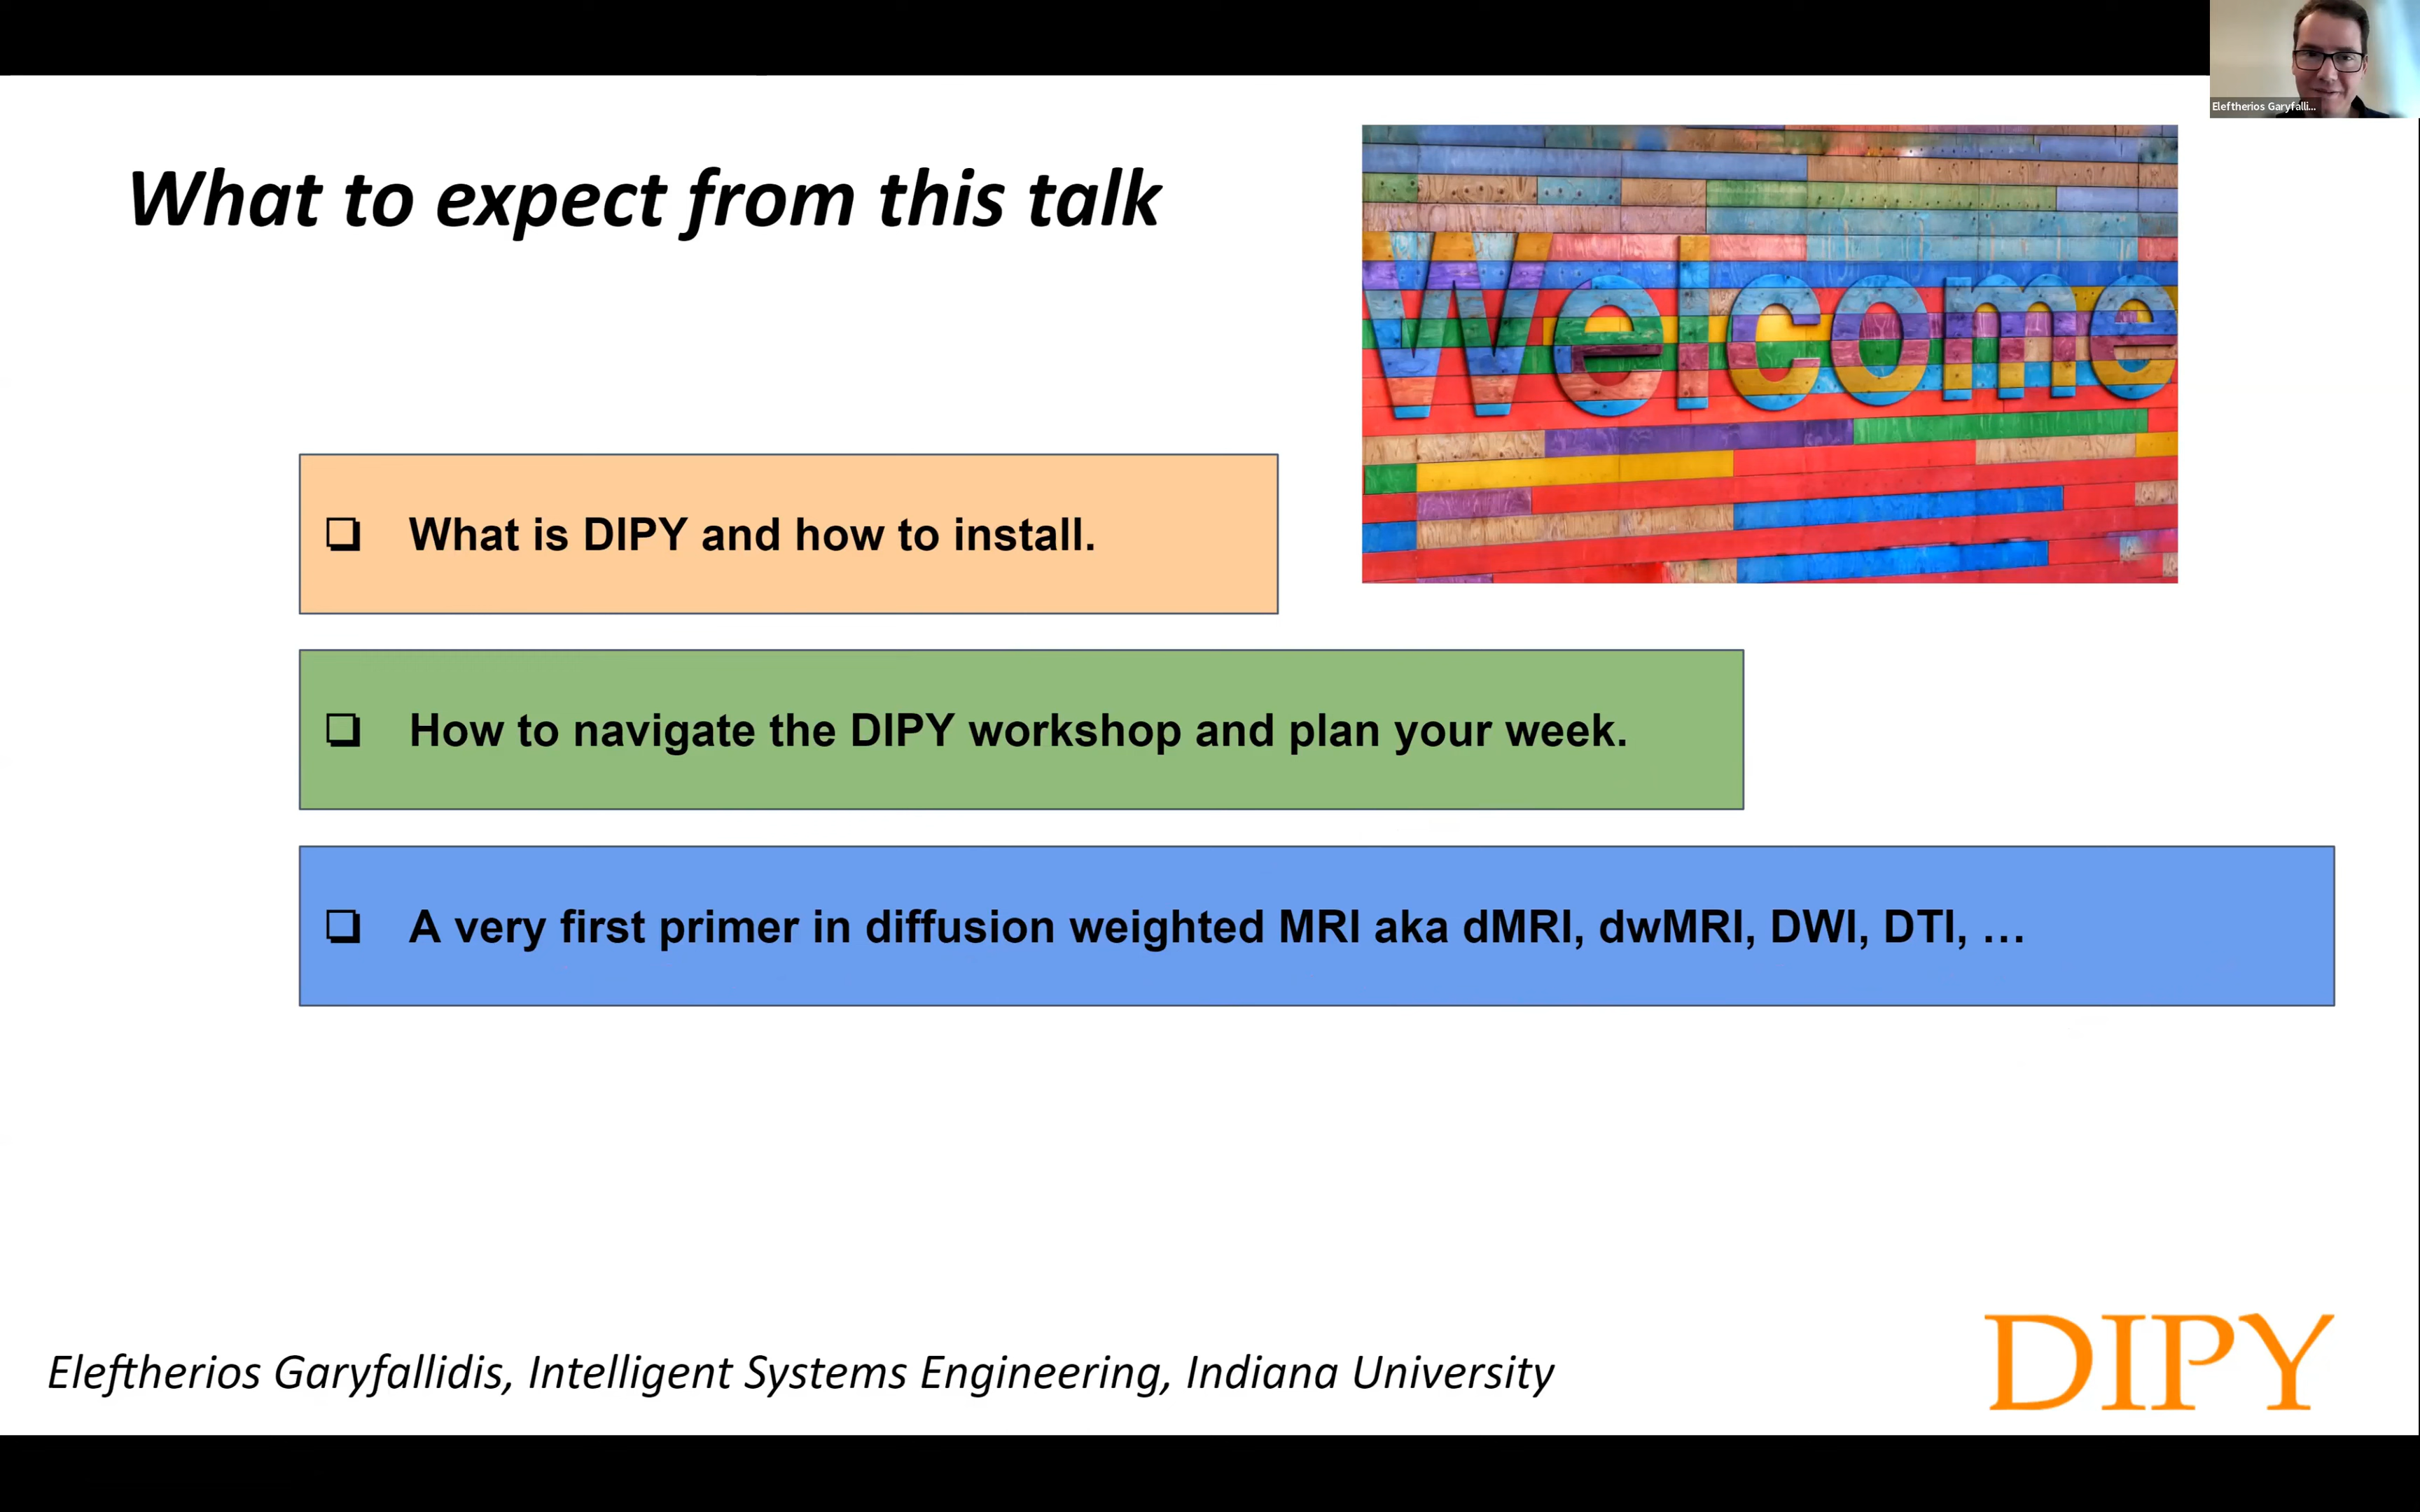 Eleftherios Garyfalli...
What to expect from this talk
Welcome
What is DIPY and how to install.
How to navigate the DIPY workshop and plan your week.
A very first primer in diffusion weighted MRI aka dMRI, dwMRI, DWI, DTI, …
Eleftherios Garyfallidis, Intelligent Systems Engineering, Indiana University
DIPY